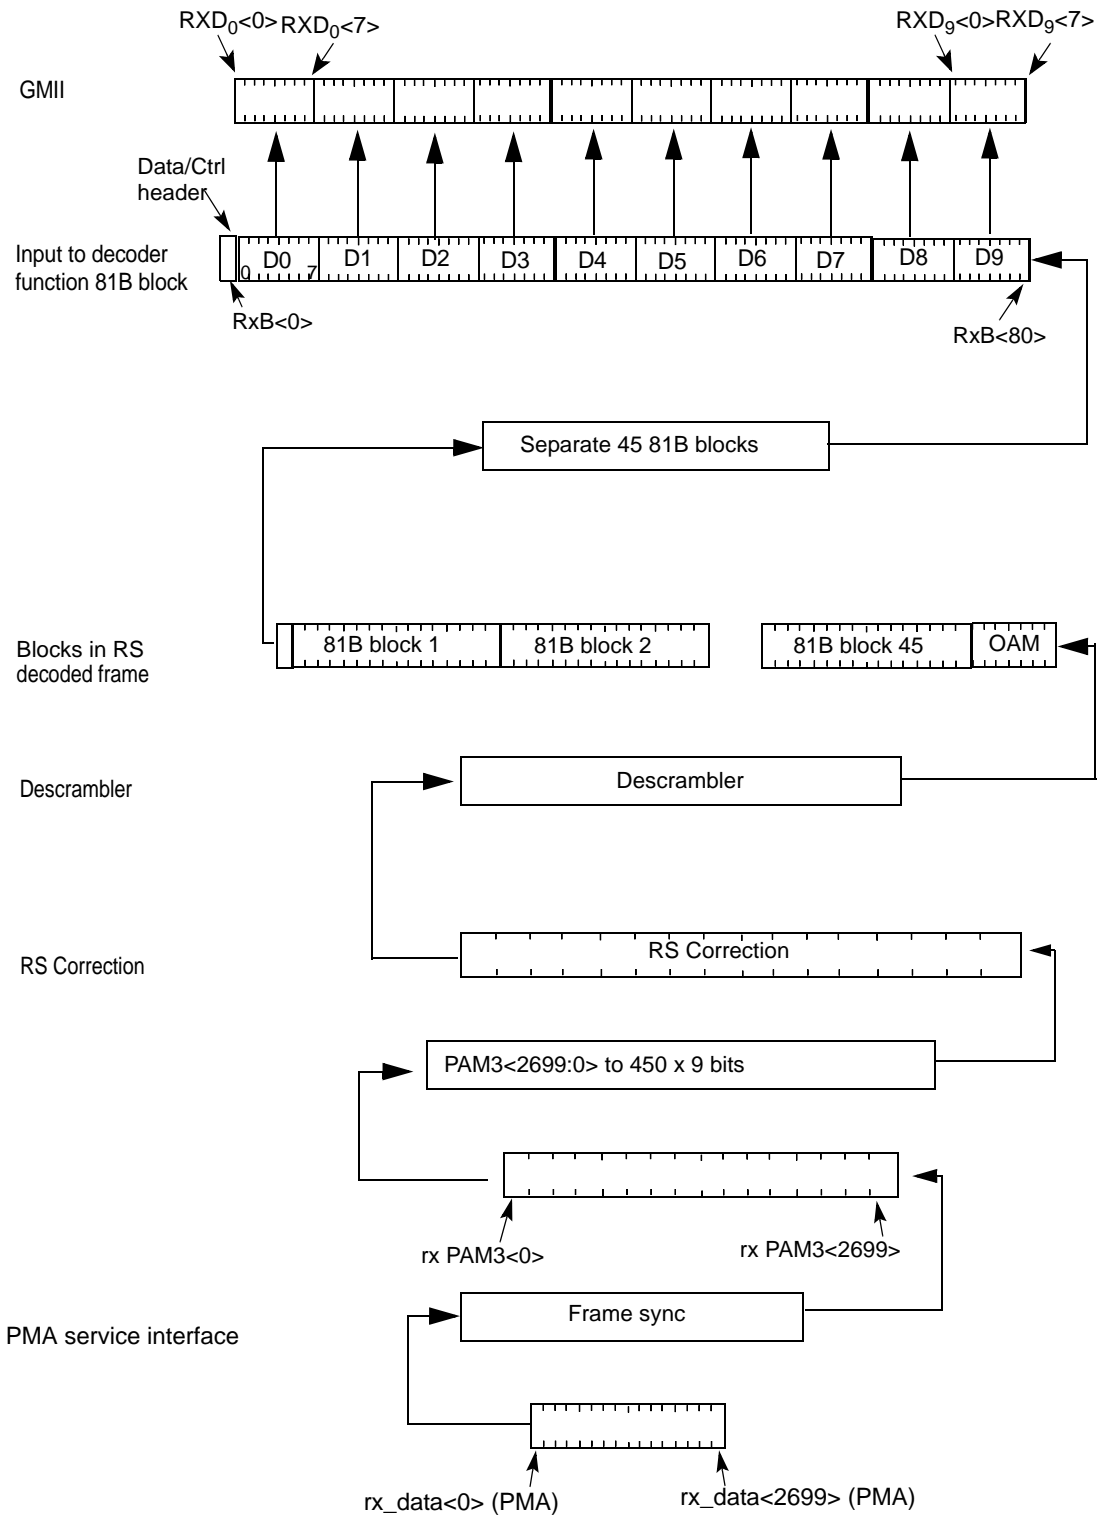 RXD0<0> RXD0<7> RXD9<0> RXD9<7>
GMII
Data/Ctrl
header
Input to decoder
function 81B block
0 D0 7 D1 D2 D3 D4 D5 D6 D7 D8 D9
RxB<0>
RxB<80>
Separate 45 81B blocks
Blocks in RS
decoded frame
81B block 1 81B block 2 81B block 45 OAM
Descrambler
Descrambler
RS Correction
RS Correction
PAM3<2699:0> to 450 x 9 bits
rx PAM3<0>
rx PAM3<2699>
Frame sync
PMA service interface
rx_data<0> (PMA)
rx_data<2699> (PMA)